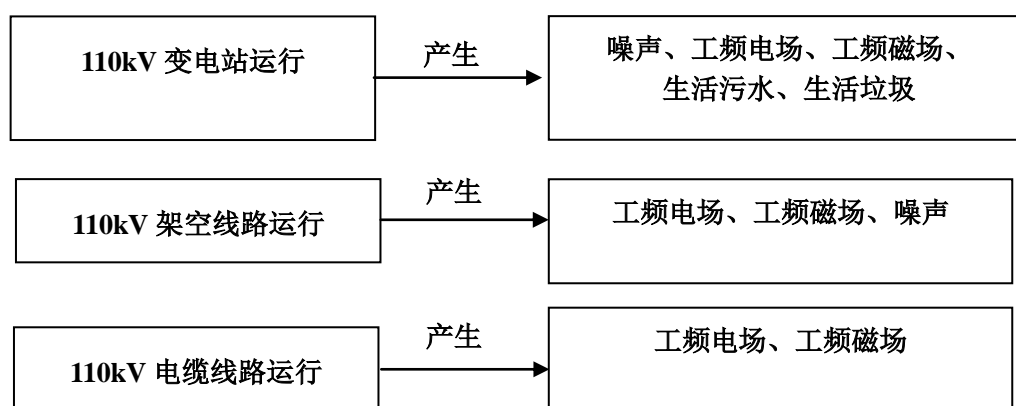 110kV 变电站运行
产生
噪声、工频电场、工频磁场、
生活污水、生活垃圾
110kV 架空线路运行
产生
工频电场、工频磁场、噪声
110kV 电缆线路运行
产生
工频电场、工频磁场